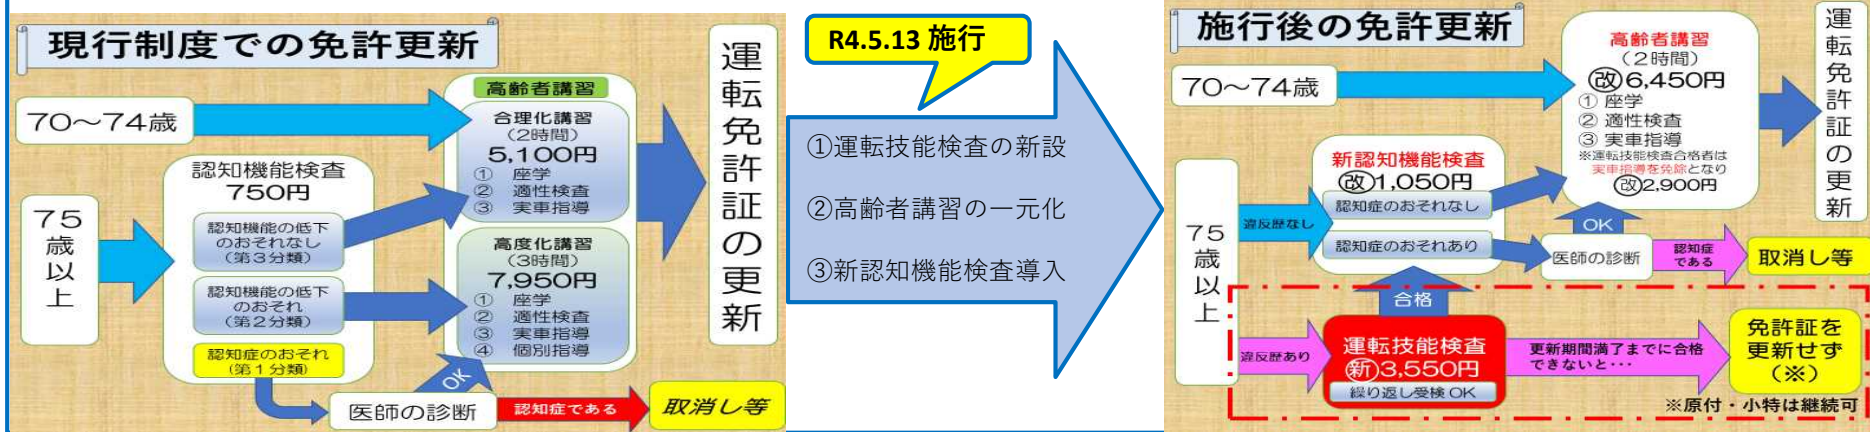 現行制度での免許更新
70～74歳
75
歳
以
上
認知機能検査
750円
認知機能の低下
のおそれなし
(第3分類)
認知機能の低下
のおそれ
(第2分類)
認知症のおそれ
(第1分類)
高齢者講習
合理化講習
(2時間)
5,100円
① 座学
② 適性検査
③ 実車指導
高度化講習
(3時間)
7,950円
① 座学
② 適性検査
③ 実車指導
④ 個別指導
OK
医師の診断
認知症である
取消し等
運転免許証の更新
R4.5.13 施行
①運転技能検査の新設
②高齢者講習の一元化
③新認知機能検査導入
施行後の免許更新
70～74歳
75
歳
以
上
違反歴なし
新認知機能検査
㊢1,050円
認知症のおそれなし
認知症のおそれあり
高齢者講習
(2時間)
改6,450円
① 座学
② 適性検査
③ 実車指導
※運転技能検査合格者は
実車指導を免除となり
改2,900円
OK
医師の診断
認知症
である
取消し等
合格
違反歴あり
運転技能検査
新3,550円
繰り返し受検 OK
更新期間満了までに合格
できないと・・・
免許証を
更新せず
(※)
※原付・小特は継続可
運転免許証の更新